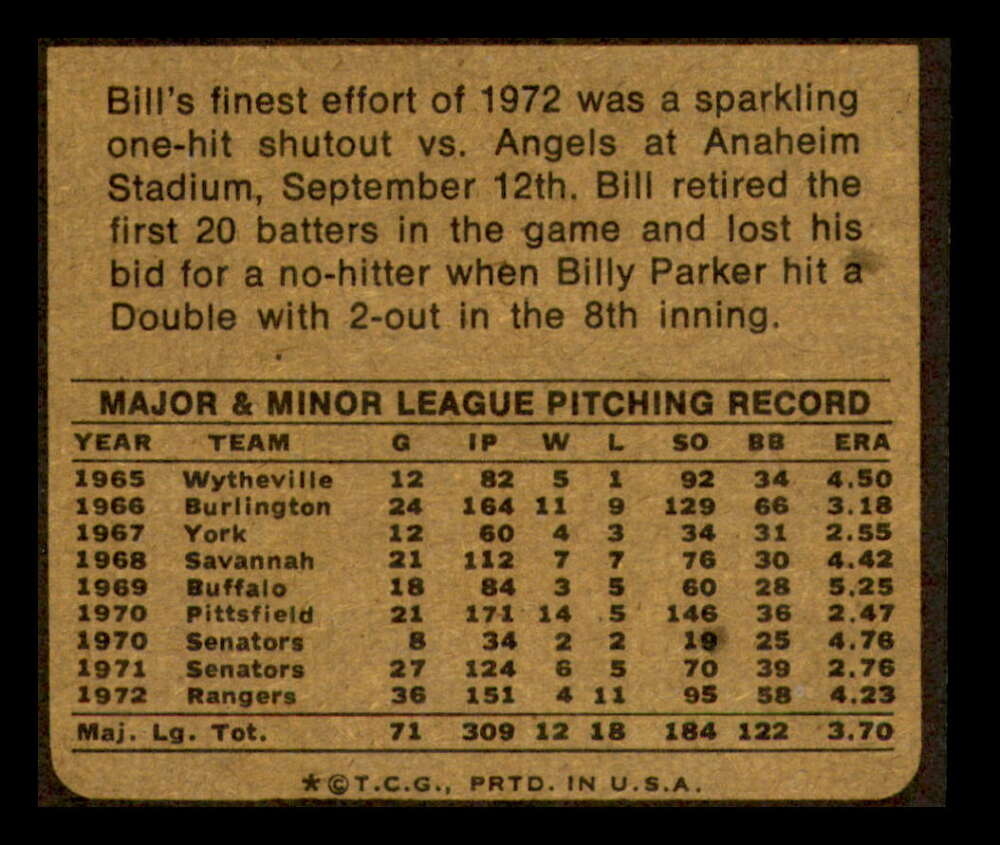 Bill's finest effort of 1972 was a sparkling
one-hit shutout vs. Angels at Anaheim
Stadium, September 12th. Bill retired the
first 20 batters in the game and lost his
bid for a no-hitter when Billy Parker hit a
Double with 2-out in the 8th inning.
MAJOR & MINOR LEAGUE PITCHING RECORD
YEAR TEAM G IP W L SO BB ERA
1965 Wytheville 12 82 5 1 92 34 4.50
1966 Burlington 24 164 11 9 129 66 3.18
1967 York 12 60 4 3 34 31 2.55
1968 Savannah 21 112 7 7 76 30 4.42
1969 Buffalo 18 84 3 5 60 28 5.25
1970 Pittsfield 21 171 14 5 146 36 2.47
1970 Senators 8 34 2 2 19 25 4.76
1971 Senators 27 124 6 5 70 39 2.76
1972 Rangers 36 151 4 11 95 58 4.23
Maj. Lg. Tot. 71 309 12 18 184 122 3.70
*©T.C.G., PRTD. IN U.S.A.